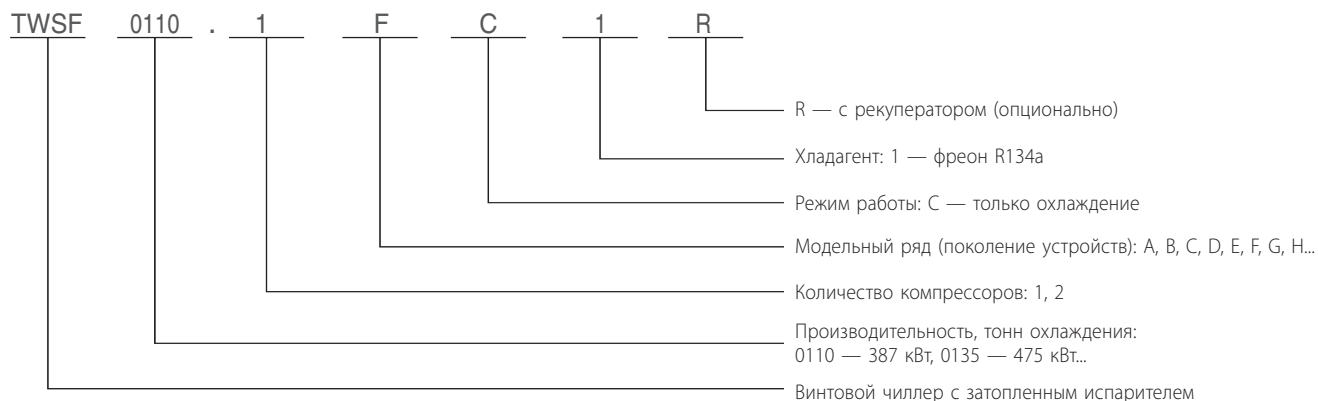 TWSF 0110 . 1 F C 1 R
R — с рекуператором (опционально)
Хладагент: 1 — фреон R134a
Режим работы: С — только охлаждение
Модельный ряд (поколение устройств): A, B, C, D, E, F, G, H...
Количество компрессоров: 1, 2
Производительность, тонн охлаждения:
0110 — 387 кВт, 0135 — 475 кВт...
Винтовой чиллер с затопленным испарителем